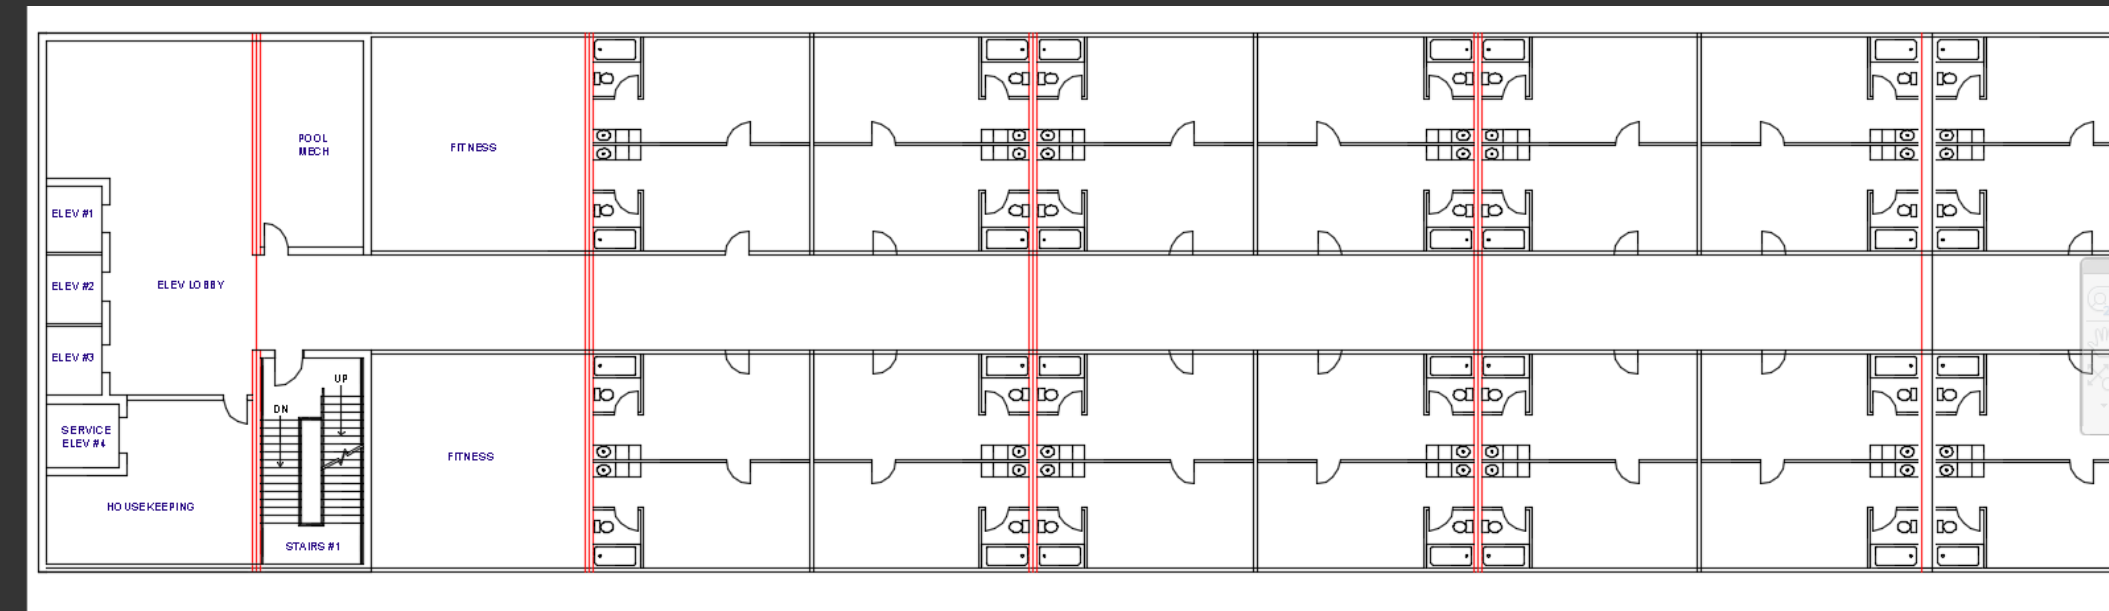 POOL
MECH
FITNESS
ELEV #1
ELEV #2
ELEV LOBBY
ELEV #3
UP
DN
SERVICE
ELEV #4
FITNESS
HOUSEKEEPING
STAIRS #1